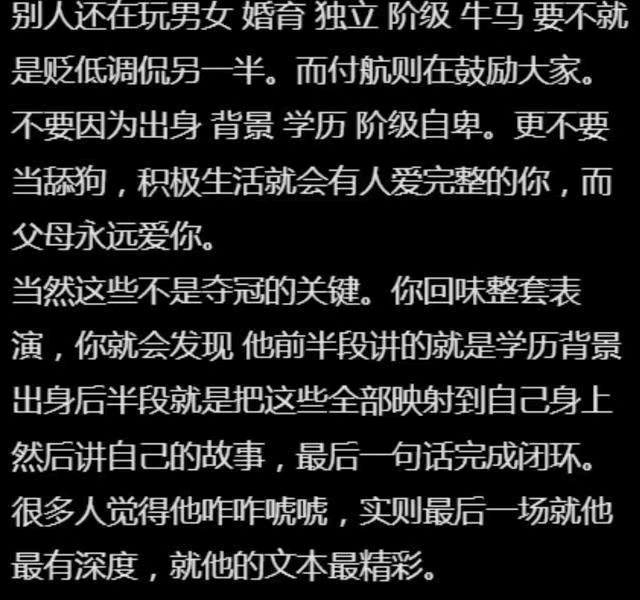 别人还在玩男女 婚育 独立 阶级 牛马 要不就
是贬低调侃另一半。而付航则在鼓励大家。
不要因为出身 背景 学历 阶级自卑。更不要
当舔狗，积极生活就会有人爱完整的你，而
父母永远爱你。
当然这些不是夺冠的关键。你回味整套表
演，你就会发现 他前半段讲的就是学历背景
出身后半段就是把这些全部映射到自己身上
然后讲自己的故事，最后一句话完成闭环。
很多人觉得他咋咋唬唬，实则最后一场就他
最有深度，就他的文本最精彩。